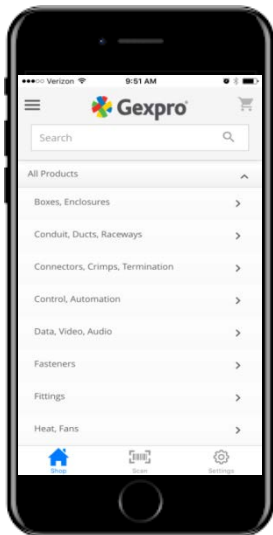 Verizon 9:51 AM
Gexpro
Search
All Products
Boxes, Enclosures
Conduit, Ducts, Raceways
Connectors, Crimps, Termination
Control, Automation
Data, Video, Audio
Fasteners
Fittings
Heat, Fans
Shop Scan Settings